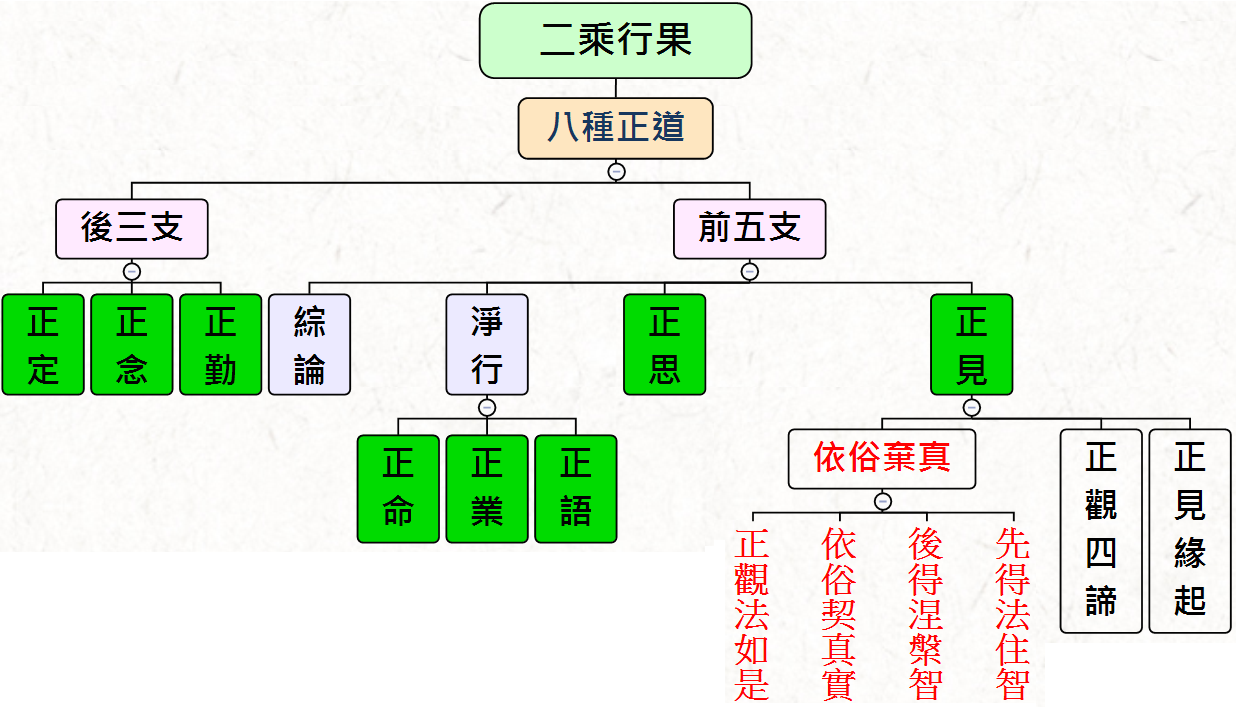 二乘行果
八種正道
後三支
前五支
正定
正念
正勤
綜論
淨行
正思
正見
正命
正業
正語
依俗棄真
正觀四諦
正見緣起
正觀法如是
依俗契真實
後得涅槃智
先得法住智